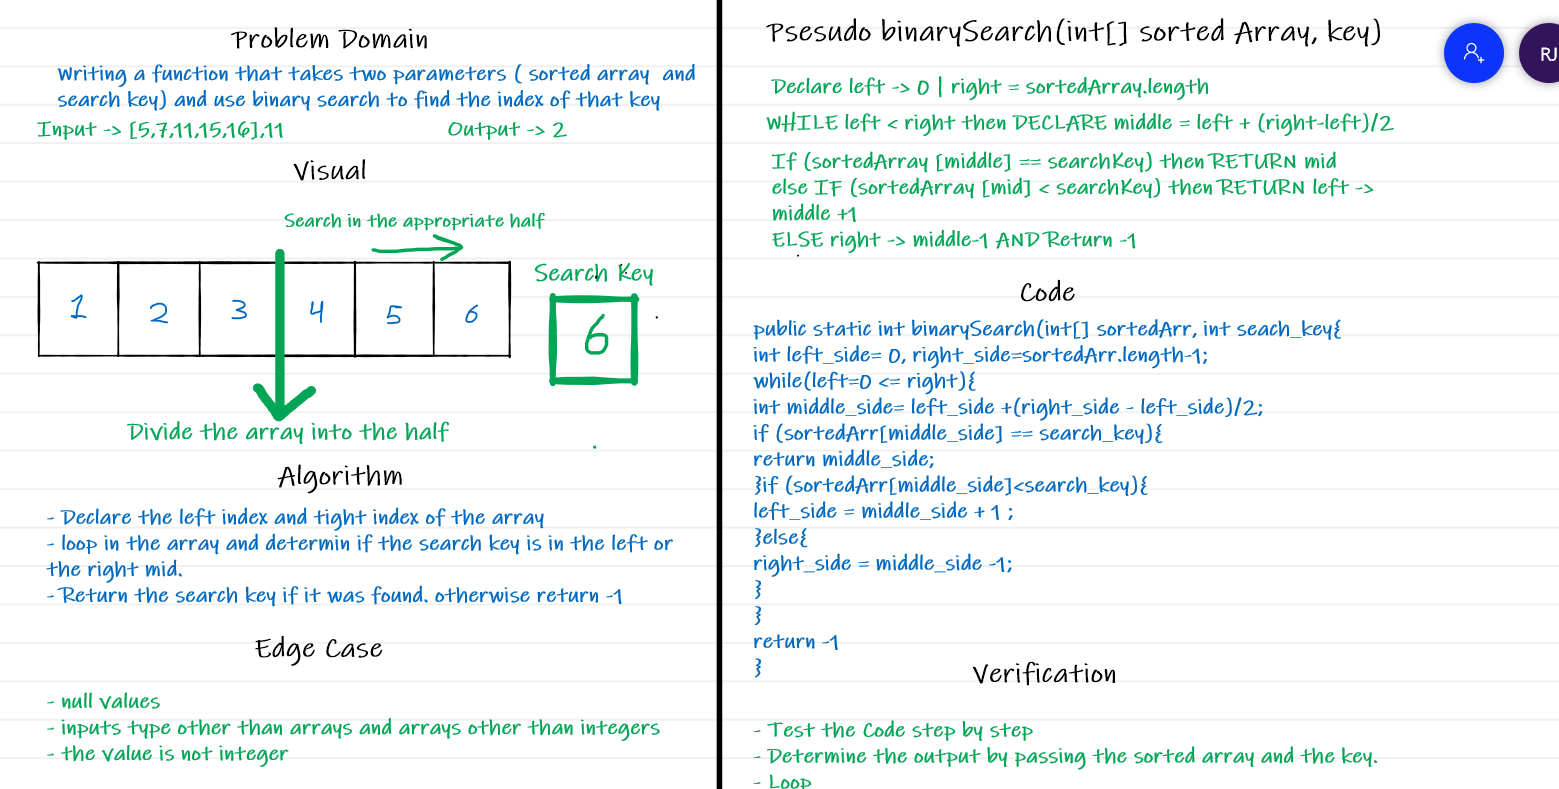 Problem Domain
Writing a function that takes two parameters ( sorted array and
search key) and use binary search to find the index of that key
Input -> [5,7,11,15,16],11
Output -> 2
Visual
Search in the appropriate half
1 2 3 4 5 6
Search Key
6
Divide the array into the half
Algorithm
- Declare the left index and tight index of the array
- loop in the array and determin if the search key is in the left or
the right mid.
- Return the search key if it was found. otherwise return -1
Edge Case
- null values
- inputs type other than arrays and arrays other than integers
- the value is not integer
Psesudo binarySearch(int[] sorted Array, key)
Declare left -> 0 | right = sortedArray.length
WHILE left < right then DECLARE middle = left + (right-left)/2
If (sortedArray [middle] == searchKey) then RETURN mid
else IF (sortedArray [mid] < searchKey) then RETURN left ->
middle +1
ELSE right -> middle-1 AND Return -1
Code
public static int binarySearch(int[] sortedArr, int seach_key{
int left_side= 0, right_side=sortedArr.length-1;
while(left=0 <= right){
int middle_side= left_side +(right_side - left_side)/2;
if (sortedArr[middle_side] == search_key){
return middle_side;
}if (sortedArr[middle_side]<search_key){
left_side = middle_side + 1 ;
}else{
right_side = middle_side -1;
}
}
return -1
}
Verification
- Test the Code step by step
- Determine the output by passing the sorted array and the key.
- Loop
RJ